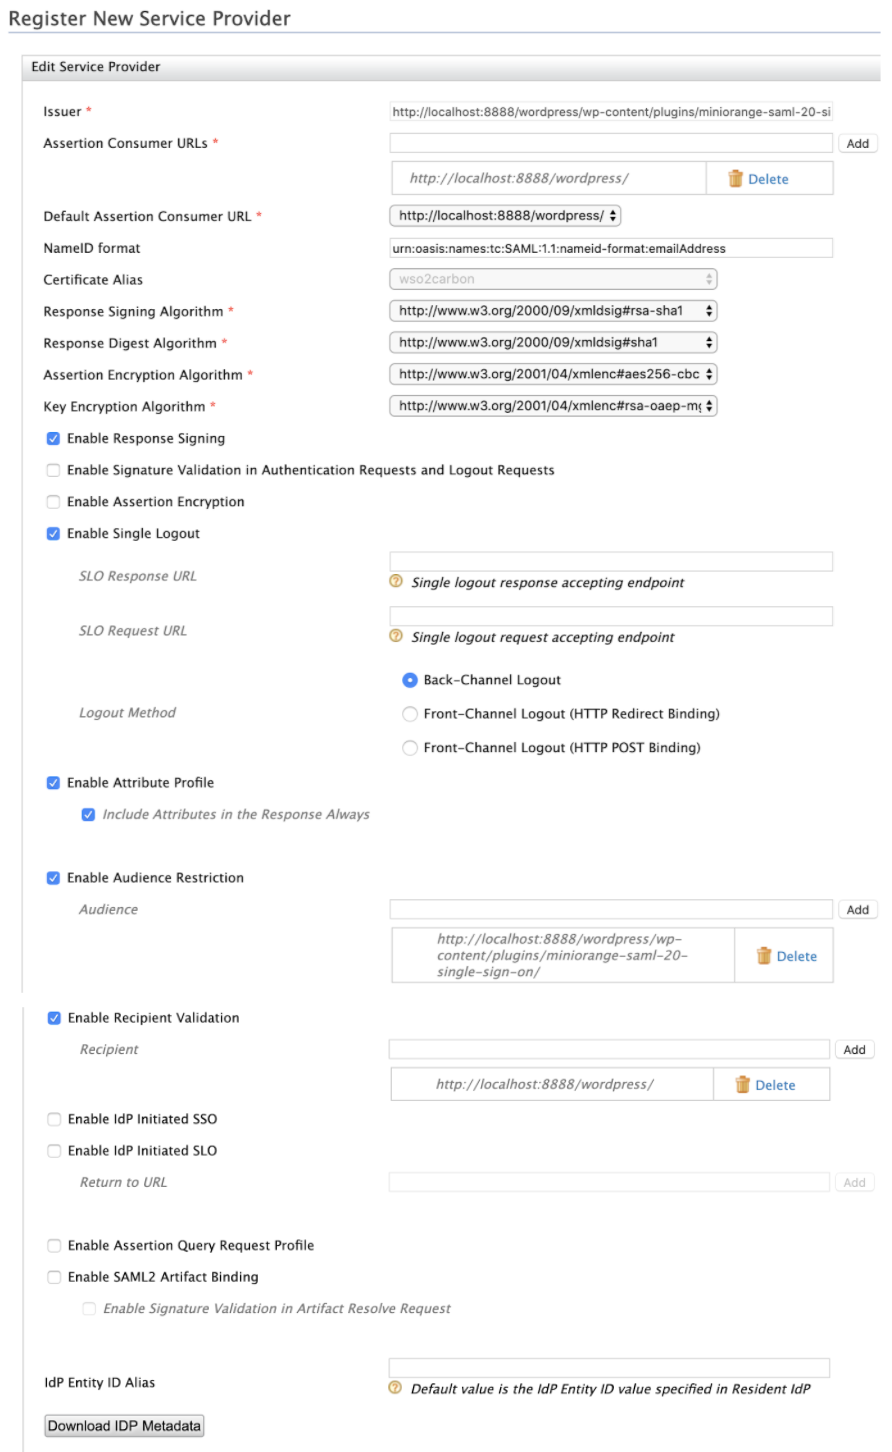 Register New Service Provider
Edit Service Provider
Issuer *
http://localhost:8888/wordpress/wp-content/plugins/miniorange-saml-20-si
Assertion Consumer URLs *
Add
http://localhost:8888/wordpress/
Delete
Default Assertion Consumer URL *
http://localhost:8888/wordpress/
NameID format
urn:oasis:names:tc:SAML:1.1:nameid-format:emailAddress
Certificate Alias
wso2carbon
Response Signing Algorithm *
http://www.w3.org/2000/09/xmldsig#rsa-sha1
Response Digest Algorithm *
http://www.w3.org/2000/09/xmldsig#sha1
Assertion Encryption Algorithm *
http://www.w3.org/2001/04/xmlenc#aes256-cbc
Key Encryption Algorithm *
http://www.w3.org/2001/04/xmlenc#rsa-oaep-mg
Enable Response Signing
Enable Signature Validation in Authentication Requests and Logout Requests
Enable Assertion Encryption
Enable Single Logout
SLO Response URL
Single logout response accepting endpoint
SLO Request URL
Single logout request accepting endpoint
Logout Method
Back-Channel Logout
Front-Channel Logout (HTTP Redirect Binding)
Front-Channel Logout (HTTP POST Binding)
Enable Attribute Profile
Include Attributes in the Response Always
Enable Audience Restriction
Audience
Add
http://localhost:8888/wordpress/wp-
content/plugins/miniorange-saml-20-
single-sign-on/
Delete
Enable Recipient Validation
Recipient
Add
http://localhost:8888/wordpress/
Delete
Enable IdP Initiated SSO
Enable IdP Initiated SLO
Return to URL
Add
Enable Assertion Query Request Profile
Enable SAML2 Artifact Binding
Enable Signature Validation in Artifact Resolve Request
IdP Entity ID Alias
Default value is the IdP Entity ID value specified in Resident IdP
Download IDP Metadata